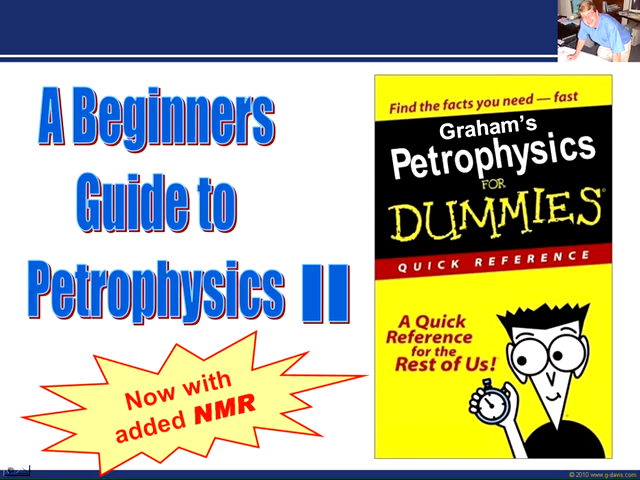 A Beginners
Guide to
Petrophysics II
Now with
added NMR
Find the facts you need — fast
Graham's
Petrophysics
FOR
DUMMIES®
QUICK REFERENCE
A Quick
Reference
for the
Rest of Us!
© 2010 www.g-daws.com